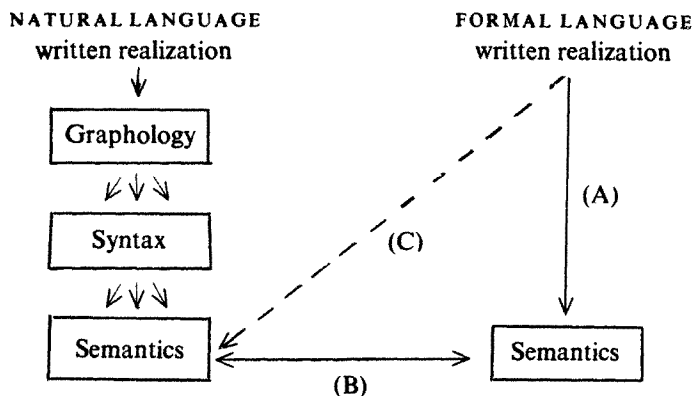 NATURAL LANGUAGE
written realization
FORMAL LANGUAGE
written realization
Graphology
(A)
Syntax
(C)
Semantics
Semantics
(B)